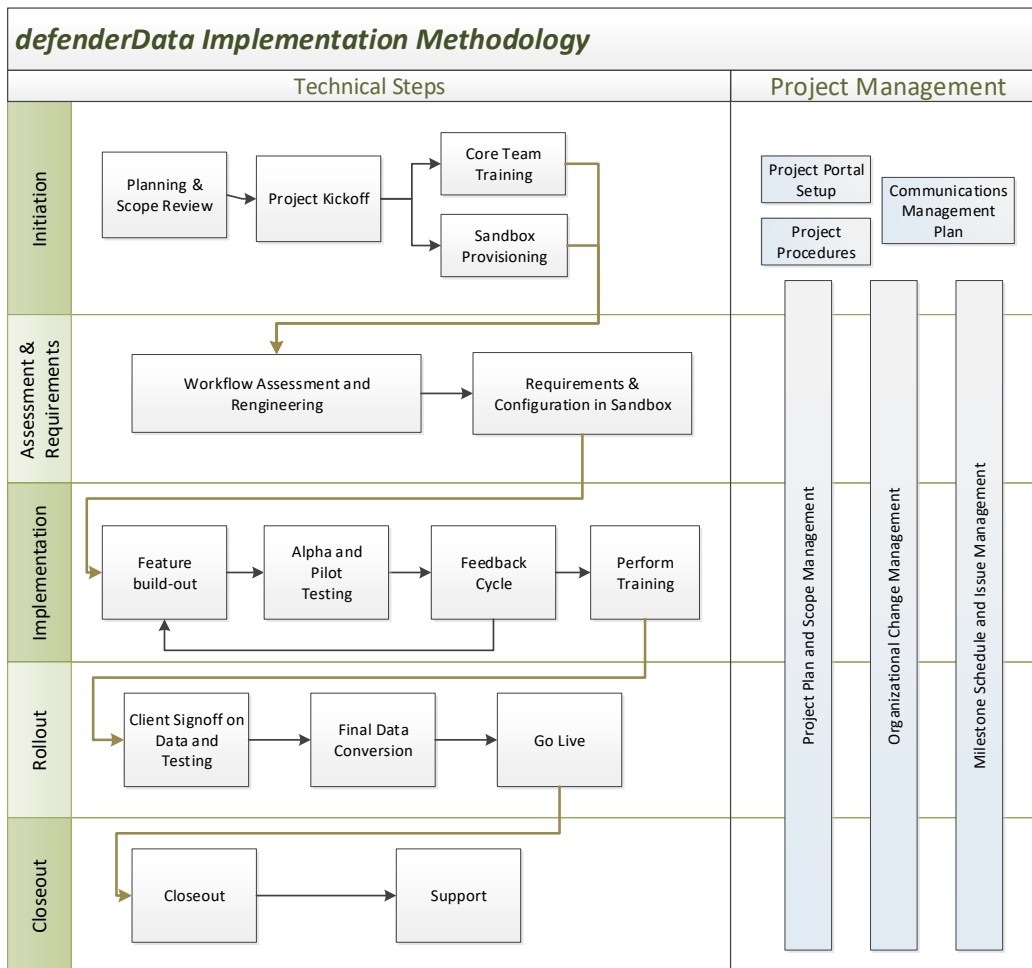 defenderData Implementation Methodology
Technical Steps
Project Management
Initiation
Planning &
Scope Review
Project Kickoff
Core Team
Training
Sandbox
Provisioning
Project Portal
Setup
Communications
Management
Plan
Project
Procedures
Assessment &
Requirements
Workflow Assessment and
Rengineering
Requirements &
Configuration in Sandbox
Implementation
Feature
build-out
Alpha and
Pilot
Testing
Feedback
Cycle
Perform
Training
Project Plan and Scope Management
Organizational Change Management
Milestone Schedule and Issue Management
Rollout
Client Signoff on
Data and
Testing
Final Data
Conversion
Go Live
Closeout
Closeout
Support